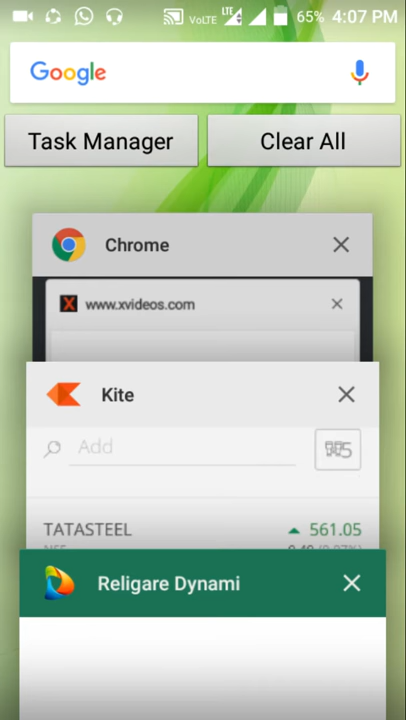 VoLTE LTE 65% 4:07 PM
Google
Task Manager Clear All
Chrome
X www.xvideos.com
Kite
Add
TATASTEEL 561.05
Religare Dynami